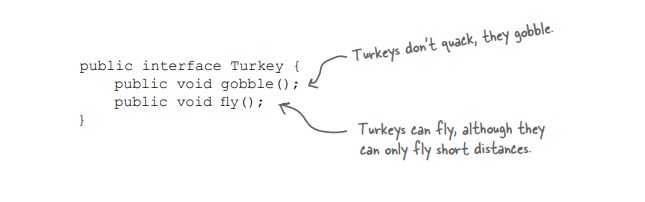 Turkeys don't quack, they gobble.
public interface Turkey {
public void gobble();
public void fly();
}
Turkeys can fly, although they
can only fly short distances.